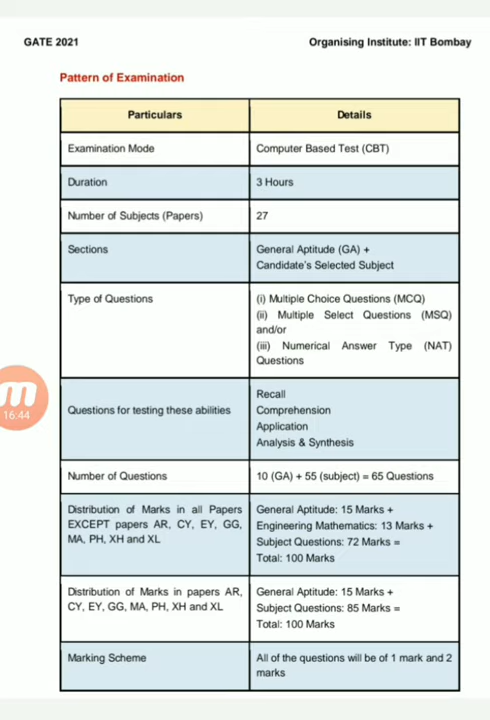 GATE 2021
Organising Institute: IIT Bombay
Pattern of Examination
Particulars
Details
Examination Mode
Computer Based Test (CBT)
Duration
3 Hours
Number of Subjects (Papers)
27
Sections
General Aptitude (GA) +
Candidate's Selected Subject
Type of Questions
(i) Multiple Choice Questions (MCQ)
(ii) Multiple Select Questions (MSQ)
and/or
(iii) Numerical Answer Type (NAT)
Questions
Questions for testing these abilities
Recall
Comprehension
Application
Analysis & Synthesis
Number of Questions
10 (GA) + 55 (subject) = 65 Questions
Distribution of Marks in all Papers
EXCEPT papers AR, CY, EY, GG,
MA, PH, XH and XL
General Aptitude: 15 Marks +
Engineering Mathematics: 13 Marks +
Subject Questions: 72 Marks =
Total: 100 Marks
Distribution of Marks in papers AR,
CY, EY, GG, MA, PH, XH and XL
General Aptitude: 15 Marks +
Subject Questions: 85 Marks =
Total: 100 Marks
Marking Scheme
All of the questions will be of 1 mark and 2
marks
16:44